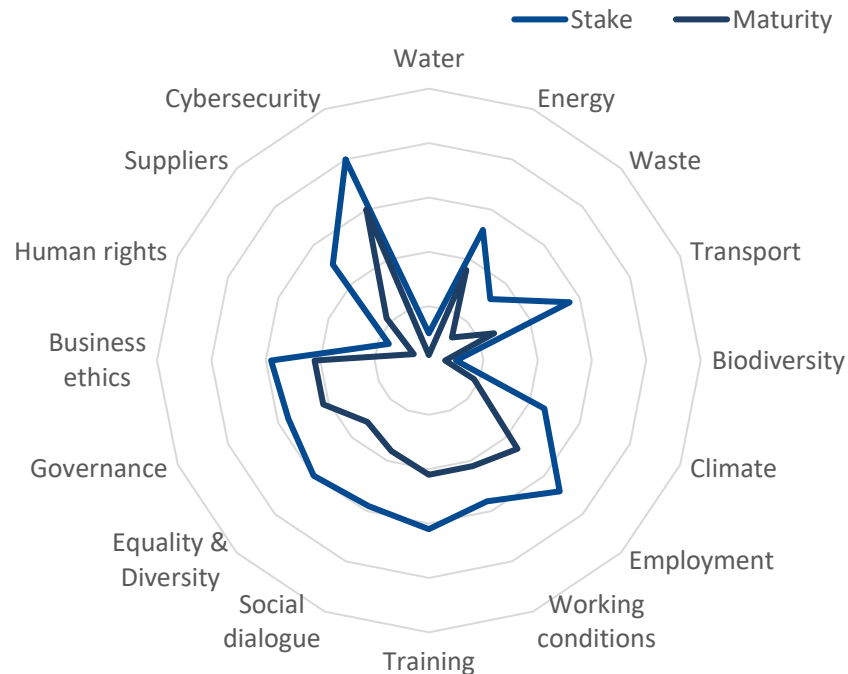 Stake
Maturity
Water
Energy
Waste
Transport
Biodiversity
Climate
Employment
Working
conditions
Training
Social
dialogue
Equality &
Diversity
Governance
Business
ethics
Human rights
Suppliers
Cybersecurity